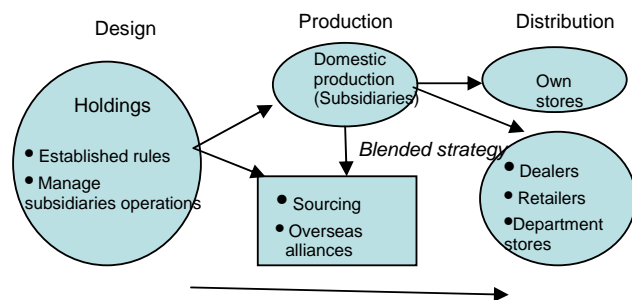 Design
Production
Distribution
Holdings
• Established rules
• Manage
subsidiaries operations
Domestic
production
(Subsidiaries)
Own
stores
Blended strategy
• Sourcing
• Overseas
alliances
• Dealers
• Retailers
•Department
stores